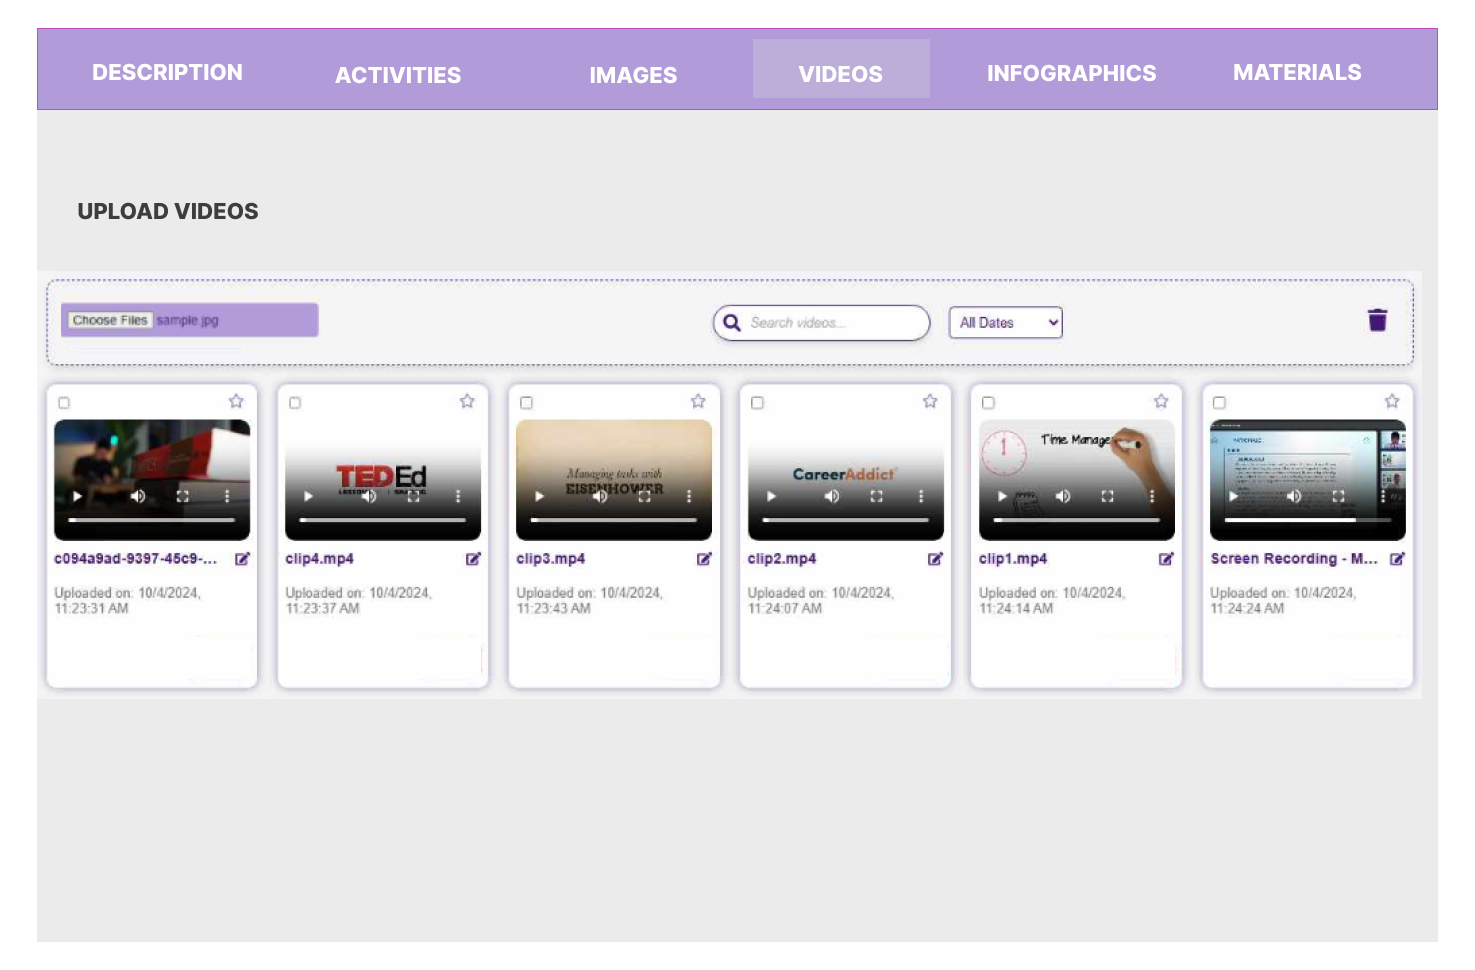 DESCRIPTION ACTIVITIES IMAGES VIDEOS INFOGRAPHICS MATERIALS
UPLOAD VIDEOS
Choose Files sample.jpg Search videos... All Dates
TEDEd
Managing tasks with
EISENHOWER
CareerAddict
1 Time Manage
c094a9ad-9397-45c9-... clip4.mp4 clip3.mp4 clip2.mp4 clip1.mp4 Screen Recording - M...
Uploaded on: 10/4/2024, 11:23:31 AM
Uploaded on: 10/4/2024, 11:23:37 AM
Uploaded on: 10/4/2024, 11:23:43 AM
Uploaded on: 10/4/2024, 11:24:07 AM
Uploaded on: 10/4/2024, 11:24:14 AM
Uploaded on: 10/4/2024, 11:24:24 AM